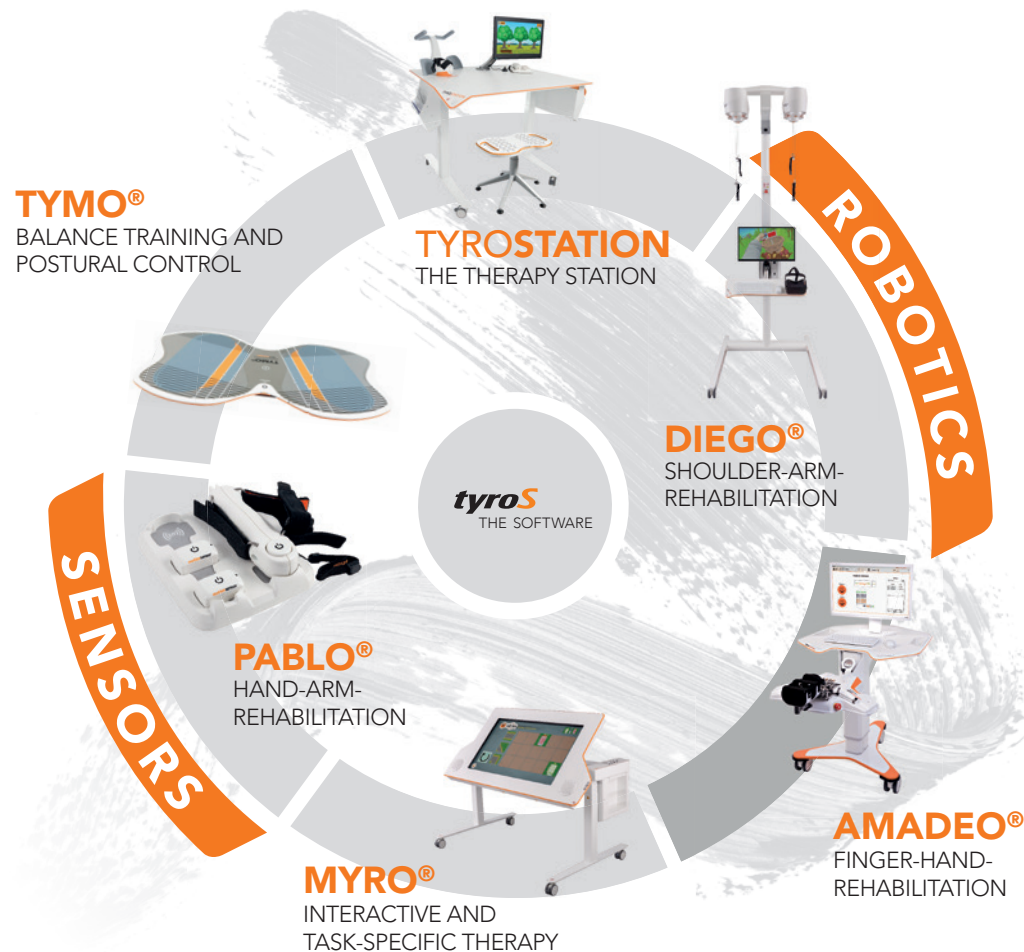 TYROSTATION
THE THERAPY STATION
ROBOTICS
DIEGO®
SHOULDER-ARM-
REHABILITATION
AMADEO®
FINGER-HAND-
REHABILITATION
MYRO®
INTERACTIVE AND
TASK-SPECIFIC THERAPY
SENSORS
PABLO®
HAND-ARM-
REHABILITATION
TYMO®
BALANCE TRAINING AND
POSTURAL CONTROL
TYMO®
tyroS
THE SOFTWARE